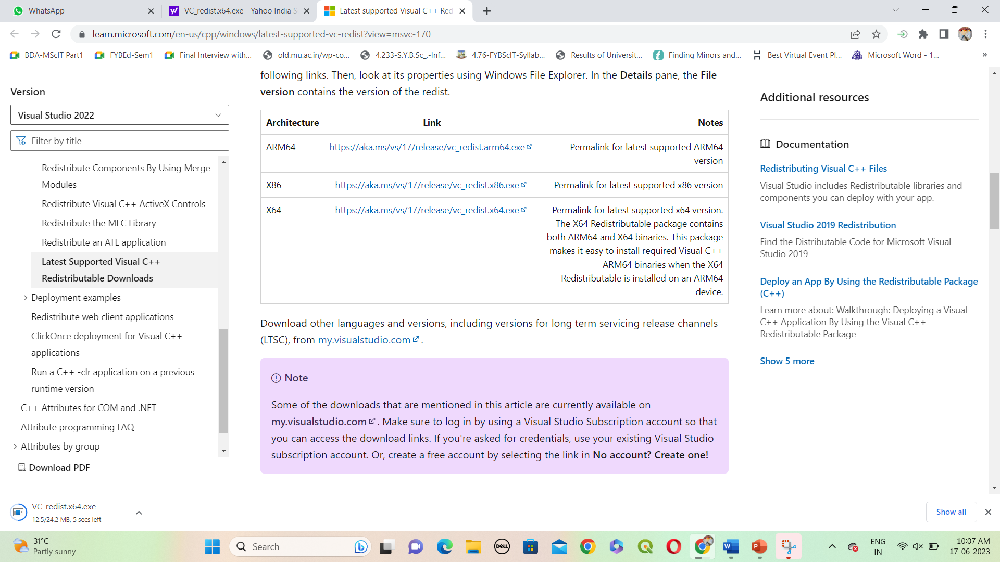 WhatsApp
VC_redist.x64.exe - Yahoo India S
Latest supported Visual C++ Red
learn.microsoft.com/en-us/cpp/windows/latest-supported-vc-redist?view=msvc-170
BDA-MScIT Part1
FYBEd-Sem1
Final Interview with...
old.mu.ac.in/wp-co...
4.233-S.Y.B.Sc_.-Inf...
4.76-FYBScIT-Syllab...
Results of Universit...
Finding Minors and...
Best Virtual Event Pl...
Microsoft Word - 1...
»
Version
Visual Studio 2022
Filter by title
Redistribute Components By Using Merge
Modules
Redistribute Visual C++ ActiveX Controls
Redistribute the MFC Library
Redistribute an ATL application
Latest Supported Visual C++
Redistributable Downloads
Deployment examples
Redistribute web client applications
ClickOnce deployment for Visual C++
applications
Run a C++ -clr application on a previous
runtime version
C++ Attributes for COM and .NET
Attribute programming FAQ
Attributes by group
Download PDF
following links. Then, look at its properties using Windows File Explorer. In the Details pane, the File
version contains the version of the redist.
Architecture Link Notes
ARM64 https://aka.ms/vs/17/release/vc_redist.arm64.exe Permalink for latest supported ARM64
version
X86 https://aka.ms/vs/17/release/vc_redist.x86.exe Permalink for latest supported x86 version
X64 https://aka.ms/vs/17/release/vc_redist.x64.exe Permalink for latest supported x64 version.
The X64 Redistributable package contains
both ARM64 and X64 binaries. This package
makes it easy to install required Visual C++
ARM64 binaries when the X64
Redistributable is installed on an ARM64
device.
Download other languages and versions, including versions for long term servicing release channels
(LTSC), from my.visualstudio.com .
Note
Some of the downloads that are mentioned in this article are currently available on
my.visualstudio.com . Make sure to log in by using a Visual Studio Subscription account so that
you can access the download links. If you're asked for credentials, use your existing Visual Studio
subscription account. Or, create a free account by selecting the link in No account? Create one!
Additional resources
Documentation
Redistributing Visual C++ Files
Visual Studio includes Redistributable libraries and
components you can deploy with your app.
Visual Studio 2019 Redistribution
Find the Distributable Code for Microsoft Visual
Studio 2019
Deploy an App By Using the Redistributable Package
(C++)
Learn more about: Walkthrough: Deploying a Visual
C++ Application By Using the Visual C++
Redistributable Package
Show 5 more
VC_redist.x64.exe
12.5/24.2 MB, 5 secs left
Show all
31°C
Partly sunny
Search
DELL
ENG
IN
10:07 AM
17-06-2023